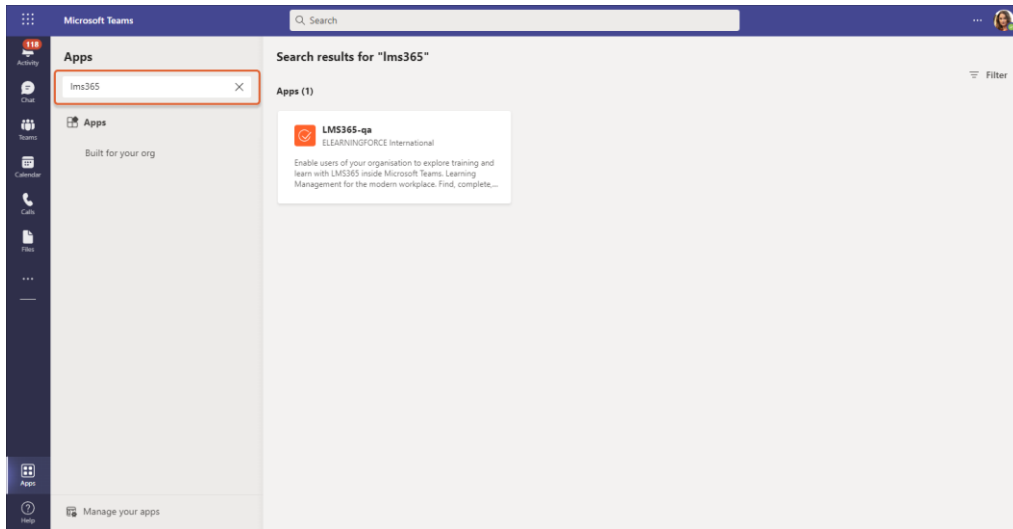 Microsoft Teams
Search
118
Activity
Chat
Teams
Calendar
Calls
Files
Apps
Help
Apps
lms365
Apps
Built for your org
Manage your apps
Search results for "lms365"
Filter
Apps (1)
LMS365-qa
ELEARNINGFORCE International
Enable users of your organisation to explore training and
learn with LMS365 inside Microsoft Teams. Learning
Management for the modern workplace. Find, complete,...